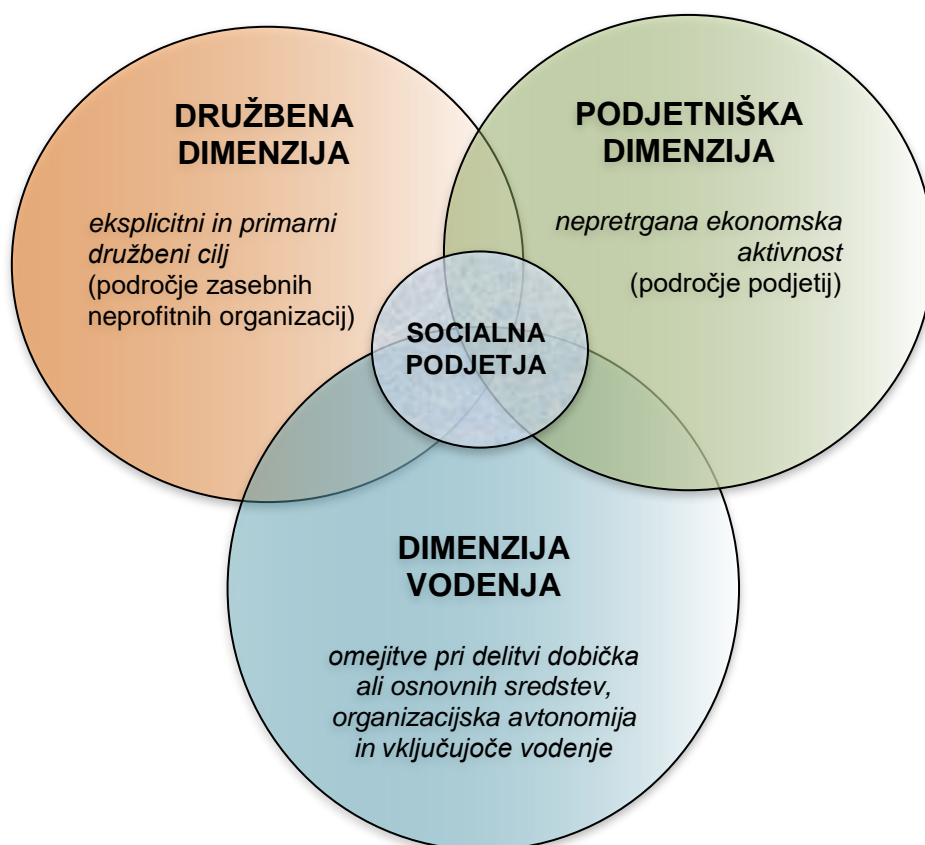 DRUŽBENA
DIMENZIJA
eksplicitni in primarni
družbeni cilj
(področje zasebnih
neprofitnih organizacij)
PODJETNIŠKA
DIMENZIJA
nepretrgana ekonomska
aktivnost
(področje podjetij)
SOCIALNA
PODJETJA
DIMENZIJA
VODENJA
omejitve pri delitvi dobička
ali osnovnih sredstev,
organizacijska avtonomija
in vključujoče vodenje